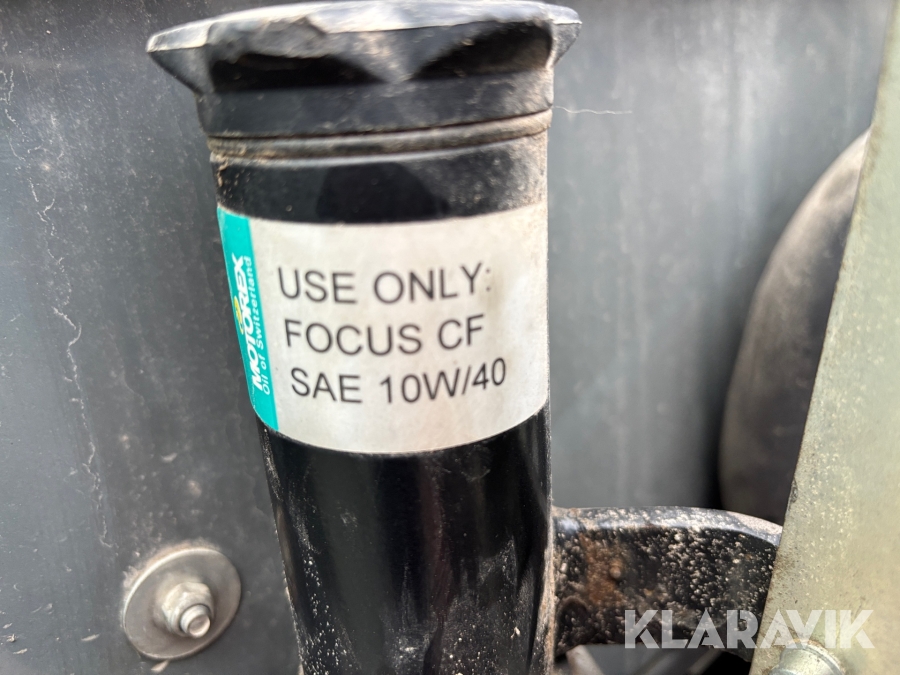 MOTOREX
Oil of Switzerland
USE ONLY:
FOCUS CF
SAE 10W/40
KLARAVIK